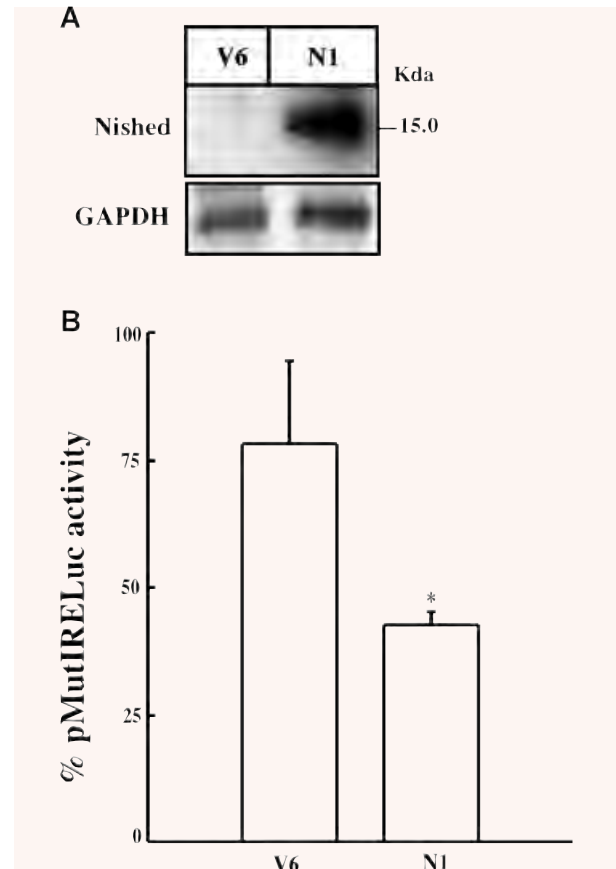 A
V6 N1
Kda
Nished
15.0
GAPDH
B
100
75
50
25
0
% pMutIRELuc activity
*
V6 N1